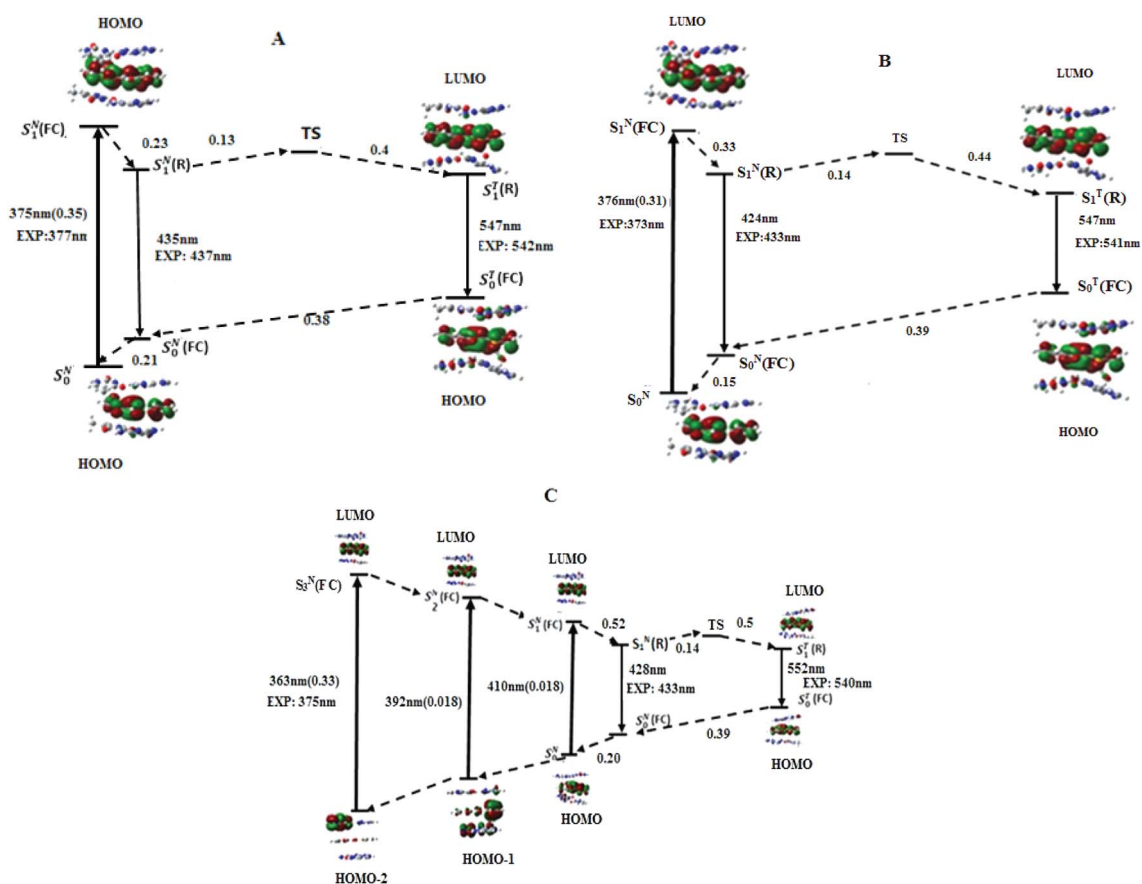 HOMO
A
S₁ᴺ(FC)
0.23
S₁ᴺ(R)
0.13
TS
0.4
LUMO
S₁ᵀ(R)
375nm(0.35)
EXP:377nm
435nm
EXP: 437nm
547nm
EXP: 542nm
S₀ᵀ(FC)
0.38
S₀ᴺ(FC)
0.21
S₀ᴺ
HOMO
HOMO
LUMO
B
S₁ᴺ(FC)
0.33
S₁ᴺ(R)
0.14
TS
0.44
LUMO
S₁ᵀ(R)
376nm(0.31)
EXP:373nm
424nm
EXP:433nm
547nm
EXP:541nm
S₀ᵀ(FC)
0.39
S₀ᴺ(FC)
0.15
S₀ᴺ
HOMO
C
LUMO
LUMO
LUMO
LUMO
S₃ᴺ(FC)
S₂ᴺ(FC)
S₁ᴺ(FC)
0.52
S₁ᴺ(R)
0.14
TS
0.5
S₁ᵀ(R)
363nm(0.33)
EXP: 375nm
392nm(0.018)
410nm(0.018)
428nm
EXP: 433nm
552nm
EXP: 540nm
S₀ᵀ(FC)
0.39
S₀ᴺ(FC)
0.20
S₀ᴺ
HOMO
HOMO
HOMO-1
HOMO-2